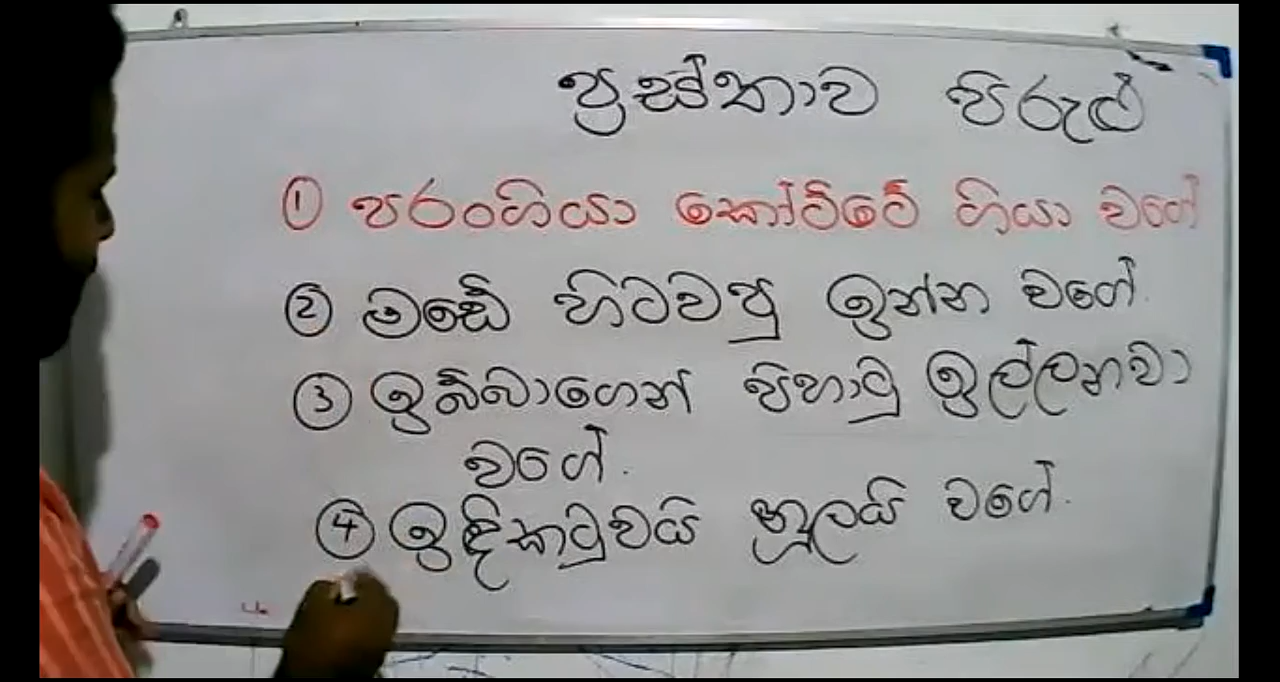 ප්‍රස්තාව පිරුළු
① පරංගියා කෝට්ටේ ගියා වගේ
② මඩේ හිටවපු ඉන්න වගේ.
③ ඉබ්බාගෙන් පිහාටු ඉල්ලනවා
වගේ.
④ ඉඳිකටුවයි නූලයි වගේ.